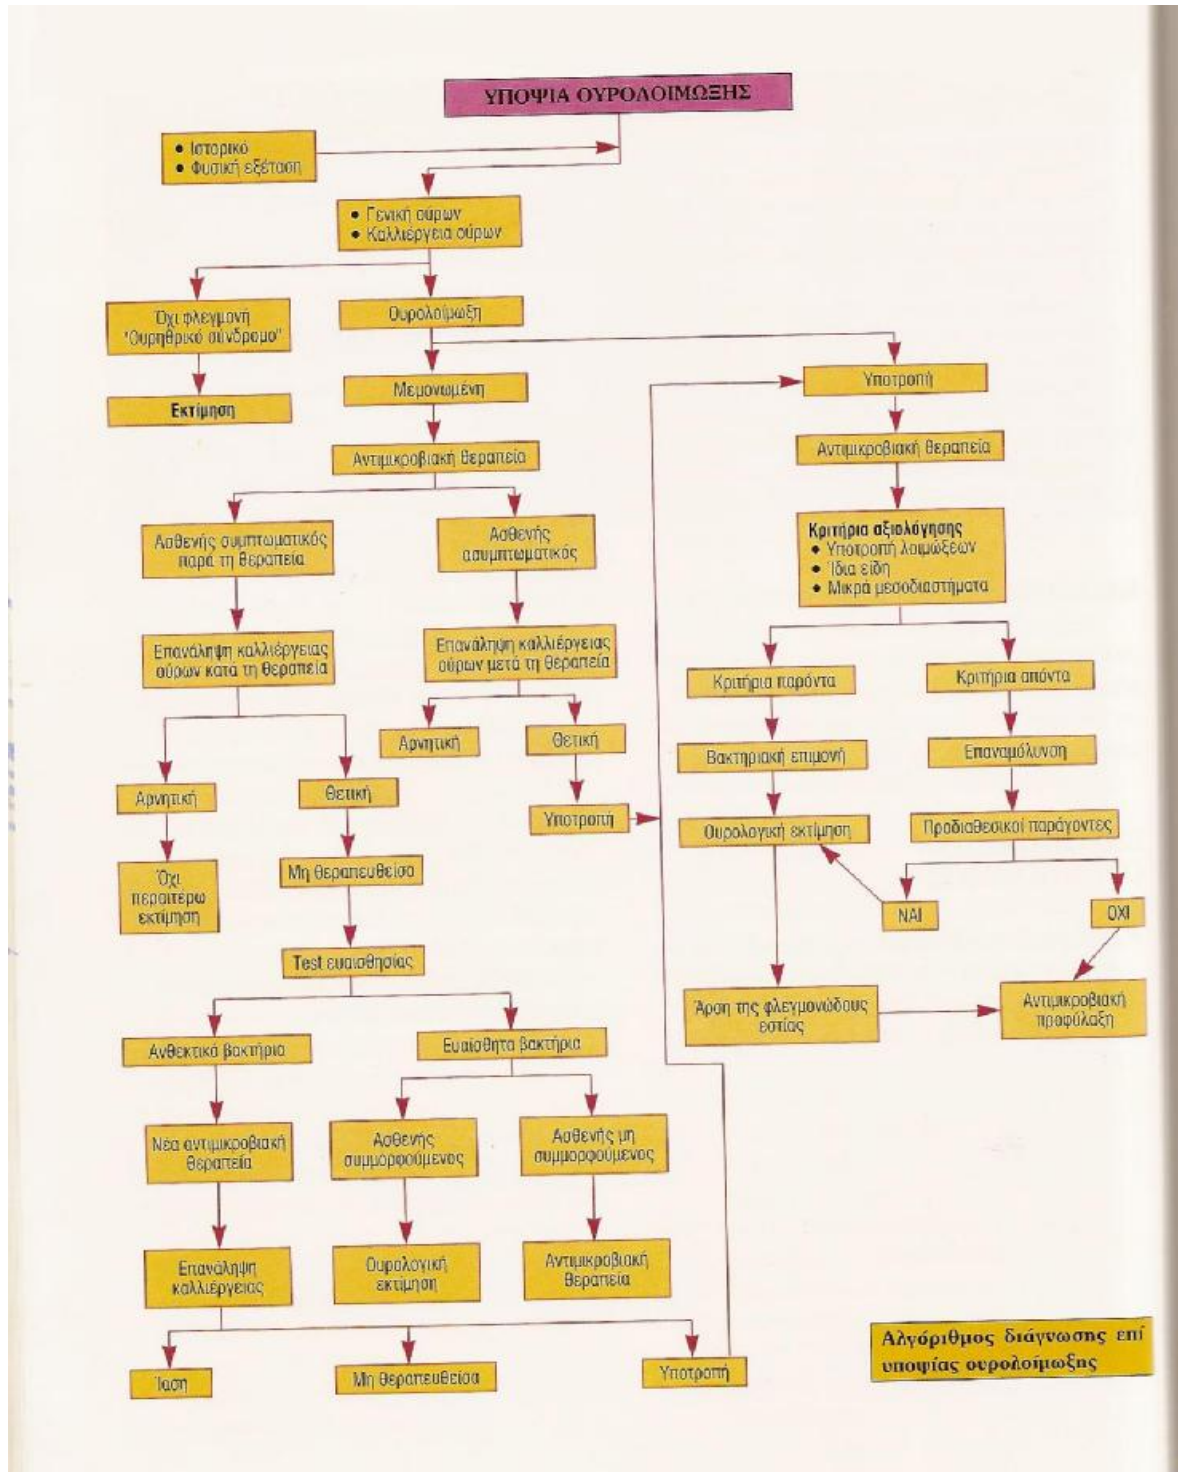 ΥΠΟΨΙΑ ΟΥΡΟΛΟΙΜΩΞΗΣ
• Ιστορικό
• Φυσική εξέταση
• Γενική ούρων
• Καλλιέργεια ούρων
Όχι φλεγμονή
"Ουρηθρικό σύνδρομο"
Ουρολοίμωξη
Εκτίμηση
Μεμονωμένη
Υποτροπή
Αντιμικροβιακή θεραπεία
Αντιμικροβιακή θεραπεία
Ασθενής συμπτωματικός
παρά τη θεραπεία
Ασθενής
ασυμπτωματικός
Κριτήρια αξιολόγησης
• Υποτροπή λοιμώξεων
• Ίδια είδη
• Μικρά μεσοδιαστήματα
Επανάληψη καλλιέργειας
ούρων κατά τη θεραπεία
Επανάληψη καλλιέργειας
ούρων μετά τη θεραπεία
Κριτήρια παρόντα
Κριτήρια απόντα
Αρνητική
Θετική
Βακτηριακή επιμονή
Επαναμόλυνση
Αρνητική
Θετική
Υποτροπή
Ουρολογική εκτίμηση
Προδιαθεσικοί παράγοντες
Όχι
περαιτέρω
εκτίμηση
Μη θεραπευθείσα
ΝΑΙ
ΟΧΙ
Test ευαισθησίας
Άρση της φλεγμονώδους
εστίας
Αντιμικροβιακή
προφύλαξη
Ανθεκτικά βακτήρια
Ευαίσθητα βακτήρια
Νέα αντιμικροβιακή
θεραπεία
Ασθενής
συμμορφούμενος
Ασθενής μη
συμμορφούμενος
Επανάληψη
καλλιέργειας
Ουρολογική
εκτίμηση
Αντιμικροβιακή
θεραπεία
Ίαση
Μη θεραπευθείσα
Υποτροπή
Αλγόριθμος διάγνωσης επί
υποψίας ουρολοίμωξης